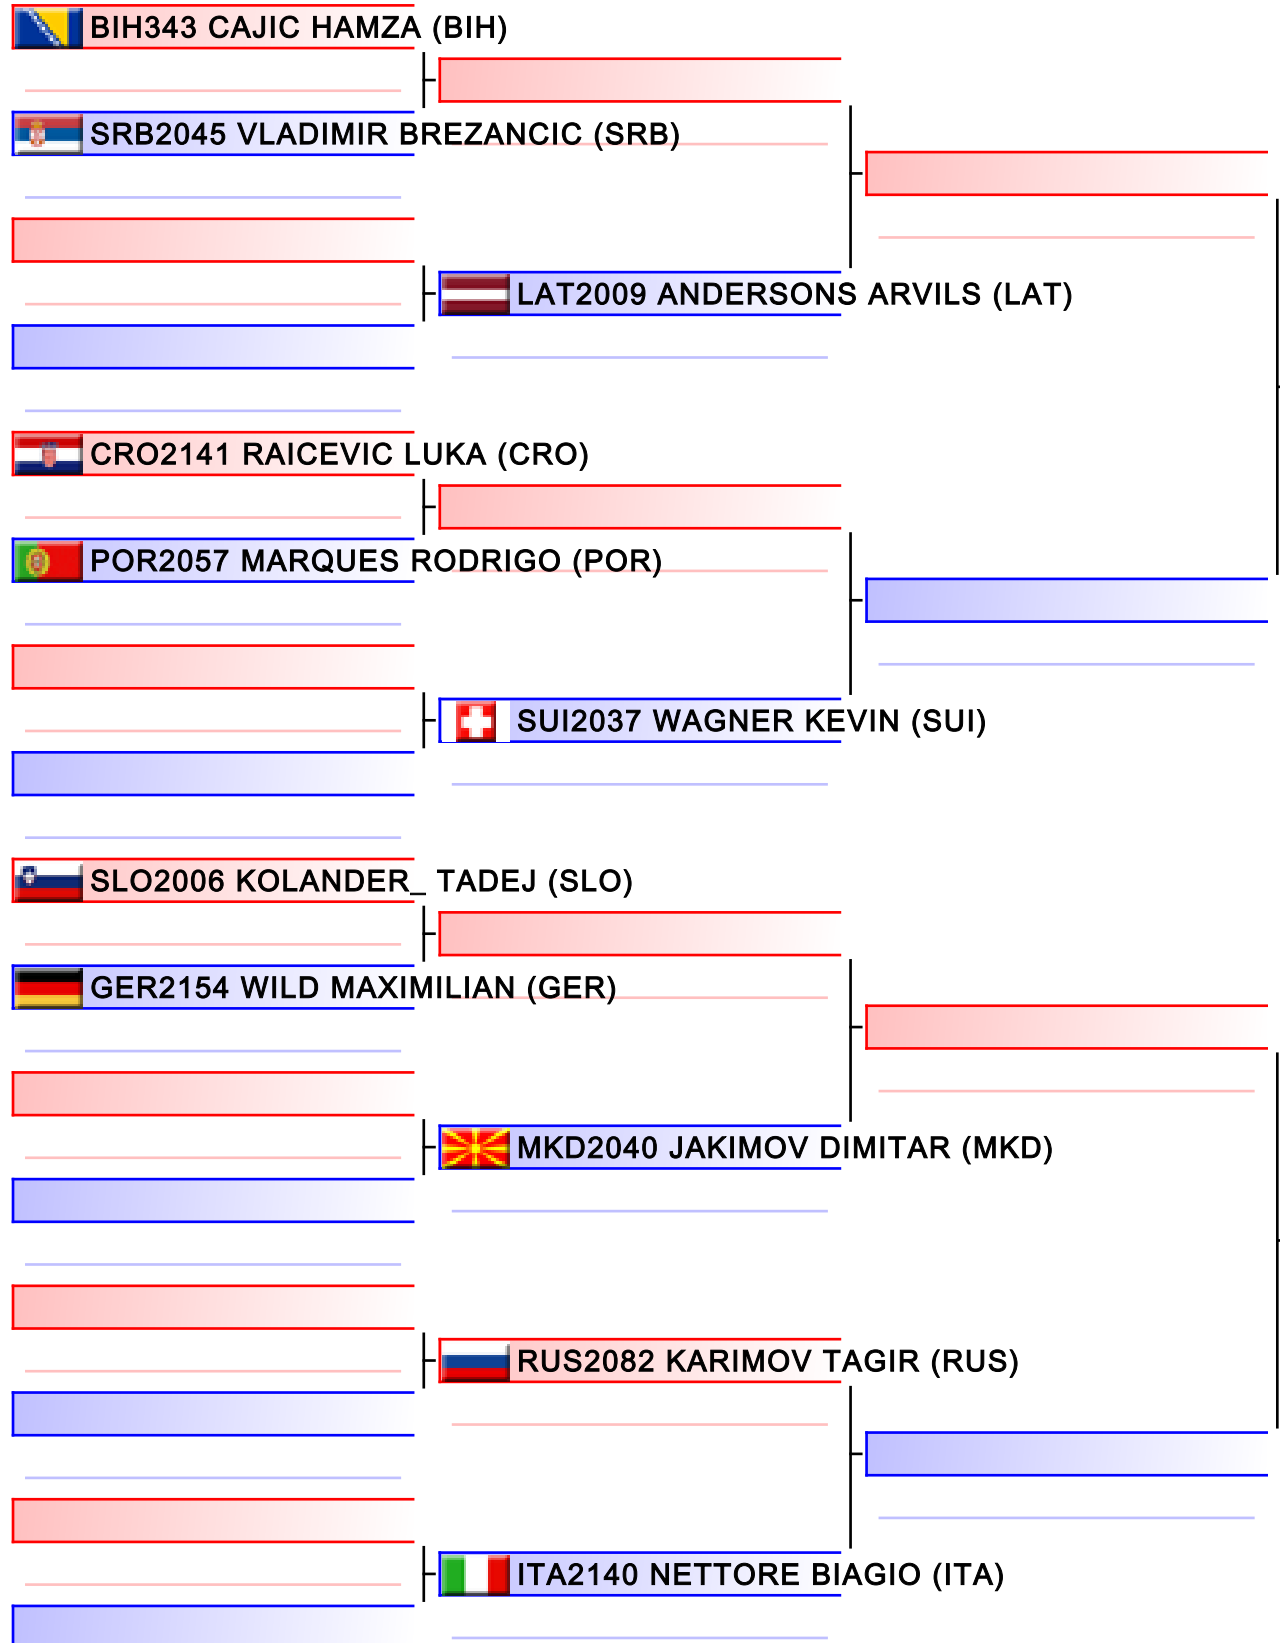 BIH343 CAJIC HAMZA (BIH)
SRB2045 VLADIMIR BREZANCIC (SRB)
LAT2009 ANDERSONS ARVILS (LAT)
CRO2141 RAICEVIC LUKA (CRO)
POR2057 MARQUES RODRIGO (POR)
SUI2037 WAGNER KEVIN (SUI)
SLO2006 KOLANDER_ TADEJ (SLO)
GER2154 WILD MAXIMILIAN (GER)
MKD2040 JAKIMOV DIMITAR (MKD)
RUS2082 KARIMOV TAGIR (RUS)
ITA2140 NETTORE BIAGIO (ITA)